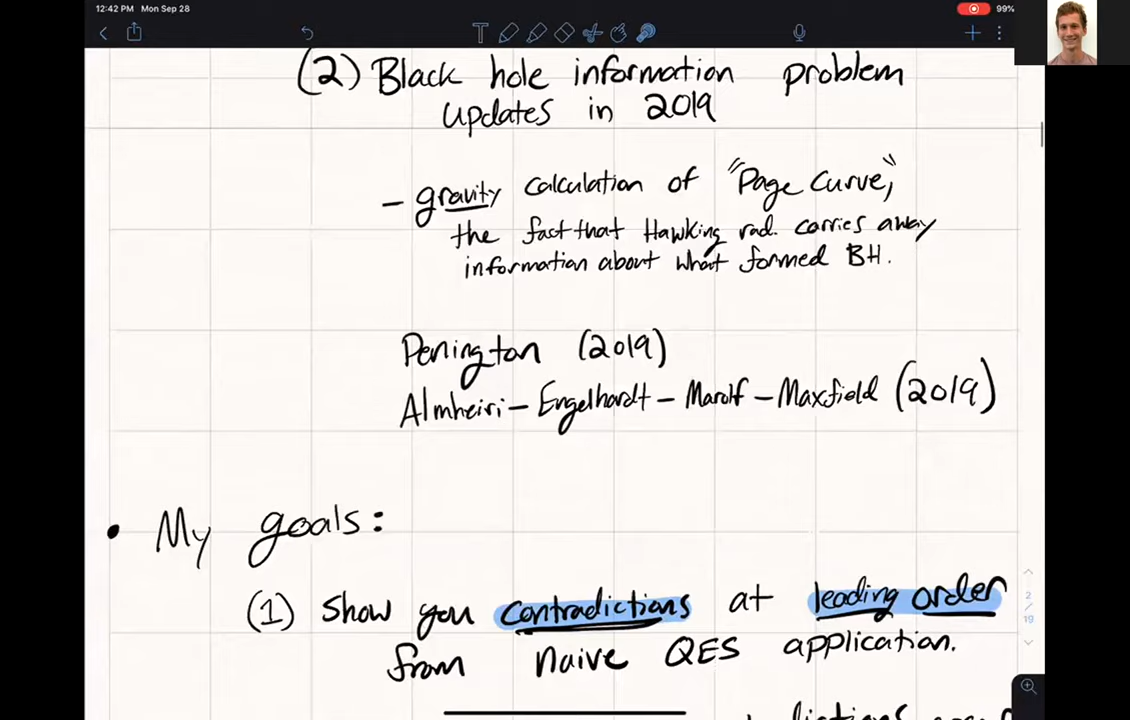 12:42 PM Mon Sep 28
99%
(2) Black hole information problem
updates in 2019
- gravity calculation of "Page Curve,"
the fact that Hawking rad. carries away
information about what formed BH.
Penington (2019)
Almheiri - Engelhardt - Marolf - Maxfield (2019)
• My goals:
(1) Show you contradictions at leading order
from naive QES application.
2
/
19